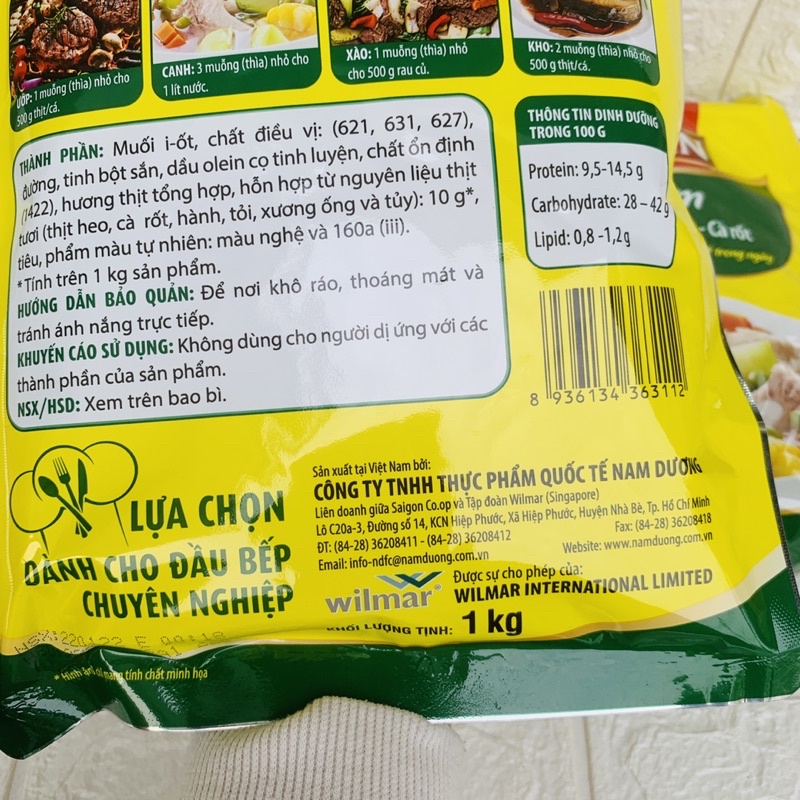 ƯỚP: 1 muỗng (thìa) nhỏ cho
500 g thịt/cá.
CANH: 3 muỗng (thìa) nhỏ cho
1 lít nước.
XÀO: 1 muỗng (thìa) nhỏ
cho 500 g rau củ.
KHO: 2 muỗng (thìa) nhỏ cho
500 g thịt/cá.
THÀNH PHẦN: Muối i-ốt, chất điều vị: (621, 631, 627),
đường, tinh bột sắn, dầu olein cọ tinh luyện, chất ổn định
(1422), hương thịt tổng hợp, hỗn hợp từ nguyên liệu thịt
tươi (thịt heo, cà rốt, hành, tỏi, xương ống và tủy): 10 g*,
tiêu, phẩm màu tự nhiên: màu nghệ và 160a (iii).
*Tính trên 1 kg sản phẩm.
HƯỚNG DẪN BẢO QUẢN: Để nơi khô ráo, thoáng mát và
tránh ánh nắng trực tiếp.
KHUYẾN CÁO SỬ DỤNG: Không dùng cho người dị ứng với các
thành phần của sản phẩm.
NSX/HSD: Xem trên bao bì.
THÔNG TIN DINH DƯỠNG
TRONG 100 G
Protein: 9,5-14,5 g
Carbohydrate: 28 – 42 g
Lipid: 0,8 -1,2g
8 936134 363112
LỰA CHỌN
DÀNH CHO ĐẦU BẾP
CHUYÊN NGHIỆP
Sản xuất tại Việt Nam bởi:
CÔNG TY TNHH THỰC PHẨM QUỐC TẾ NAM DƯƠNG
Liên doanh giữa Saigon Co.op và Tập đoàn Wilmar (Singapore)
Lô C20a-3, Đường số 14, KCN Hiệp Phước, Xã Hiệp Phước, Huyện Nhà Bè, Tp. Hồ Chí Minh
ĐT: (84-28) 36208411 - (84-28) 36208412 Fax: (84-28) 36208418
Email: info-ndfc@namduong.com.vn Website: www.namduong.com.vn
wilmar®
Được sự cho phép của:
WILMAR INTERNATIONAL LIMITED
KHỐI LƯỢNG TỊNH: 1 kg
* Hình ảnh chỉ mang tính chất minh họa
- Cà rốt
trong ngày